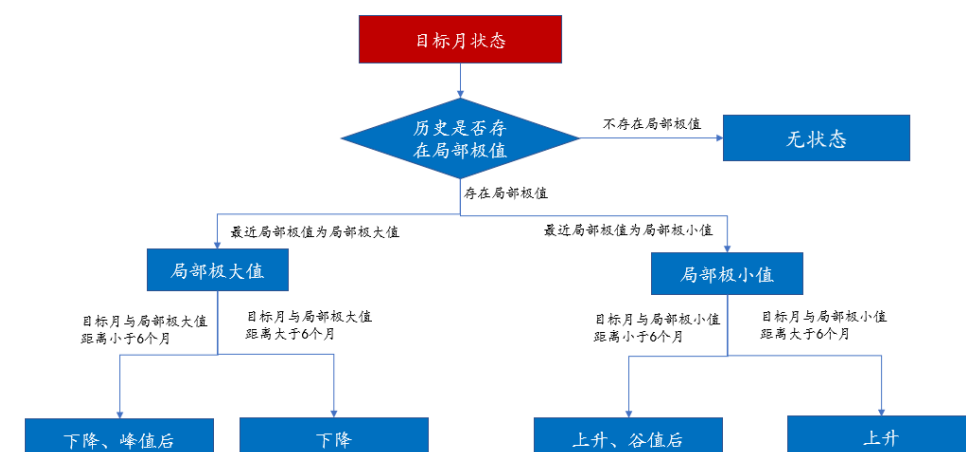 目标月状态
历史是否存
在局部极值
不存在局部极值
无状态
存在局部极值
最近局部极值为局部极大值
最近局部极值为局部极小值
局部极大值
局部极小值
目标月与局部极大值
距离小于6个月
目标月与局部极大值
距离大于6个月
目标月与局部极小值
距离小于6个月
目标月与局部极小值
距离大于6个月
下降、峰值后
下降
上升、谷值后
上升